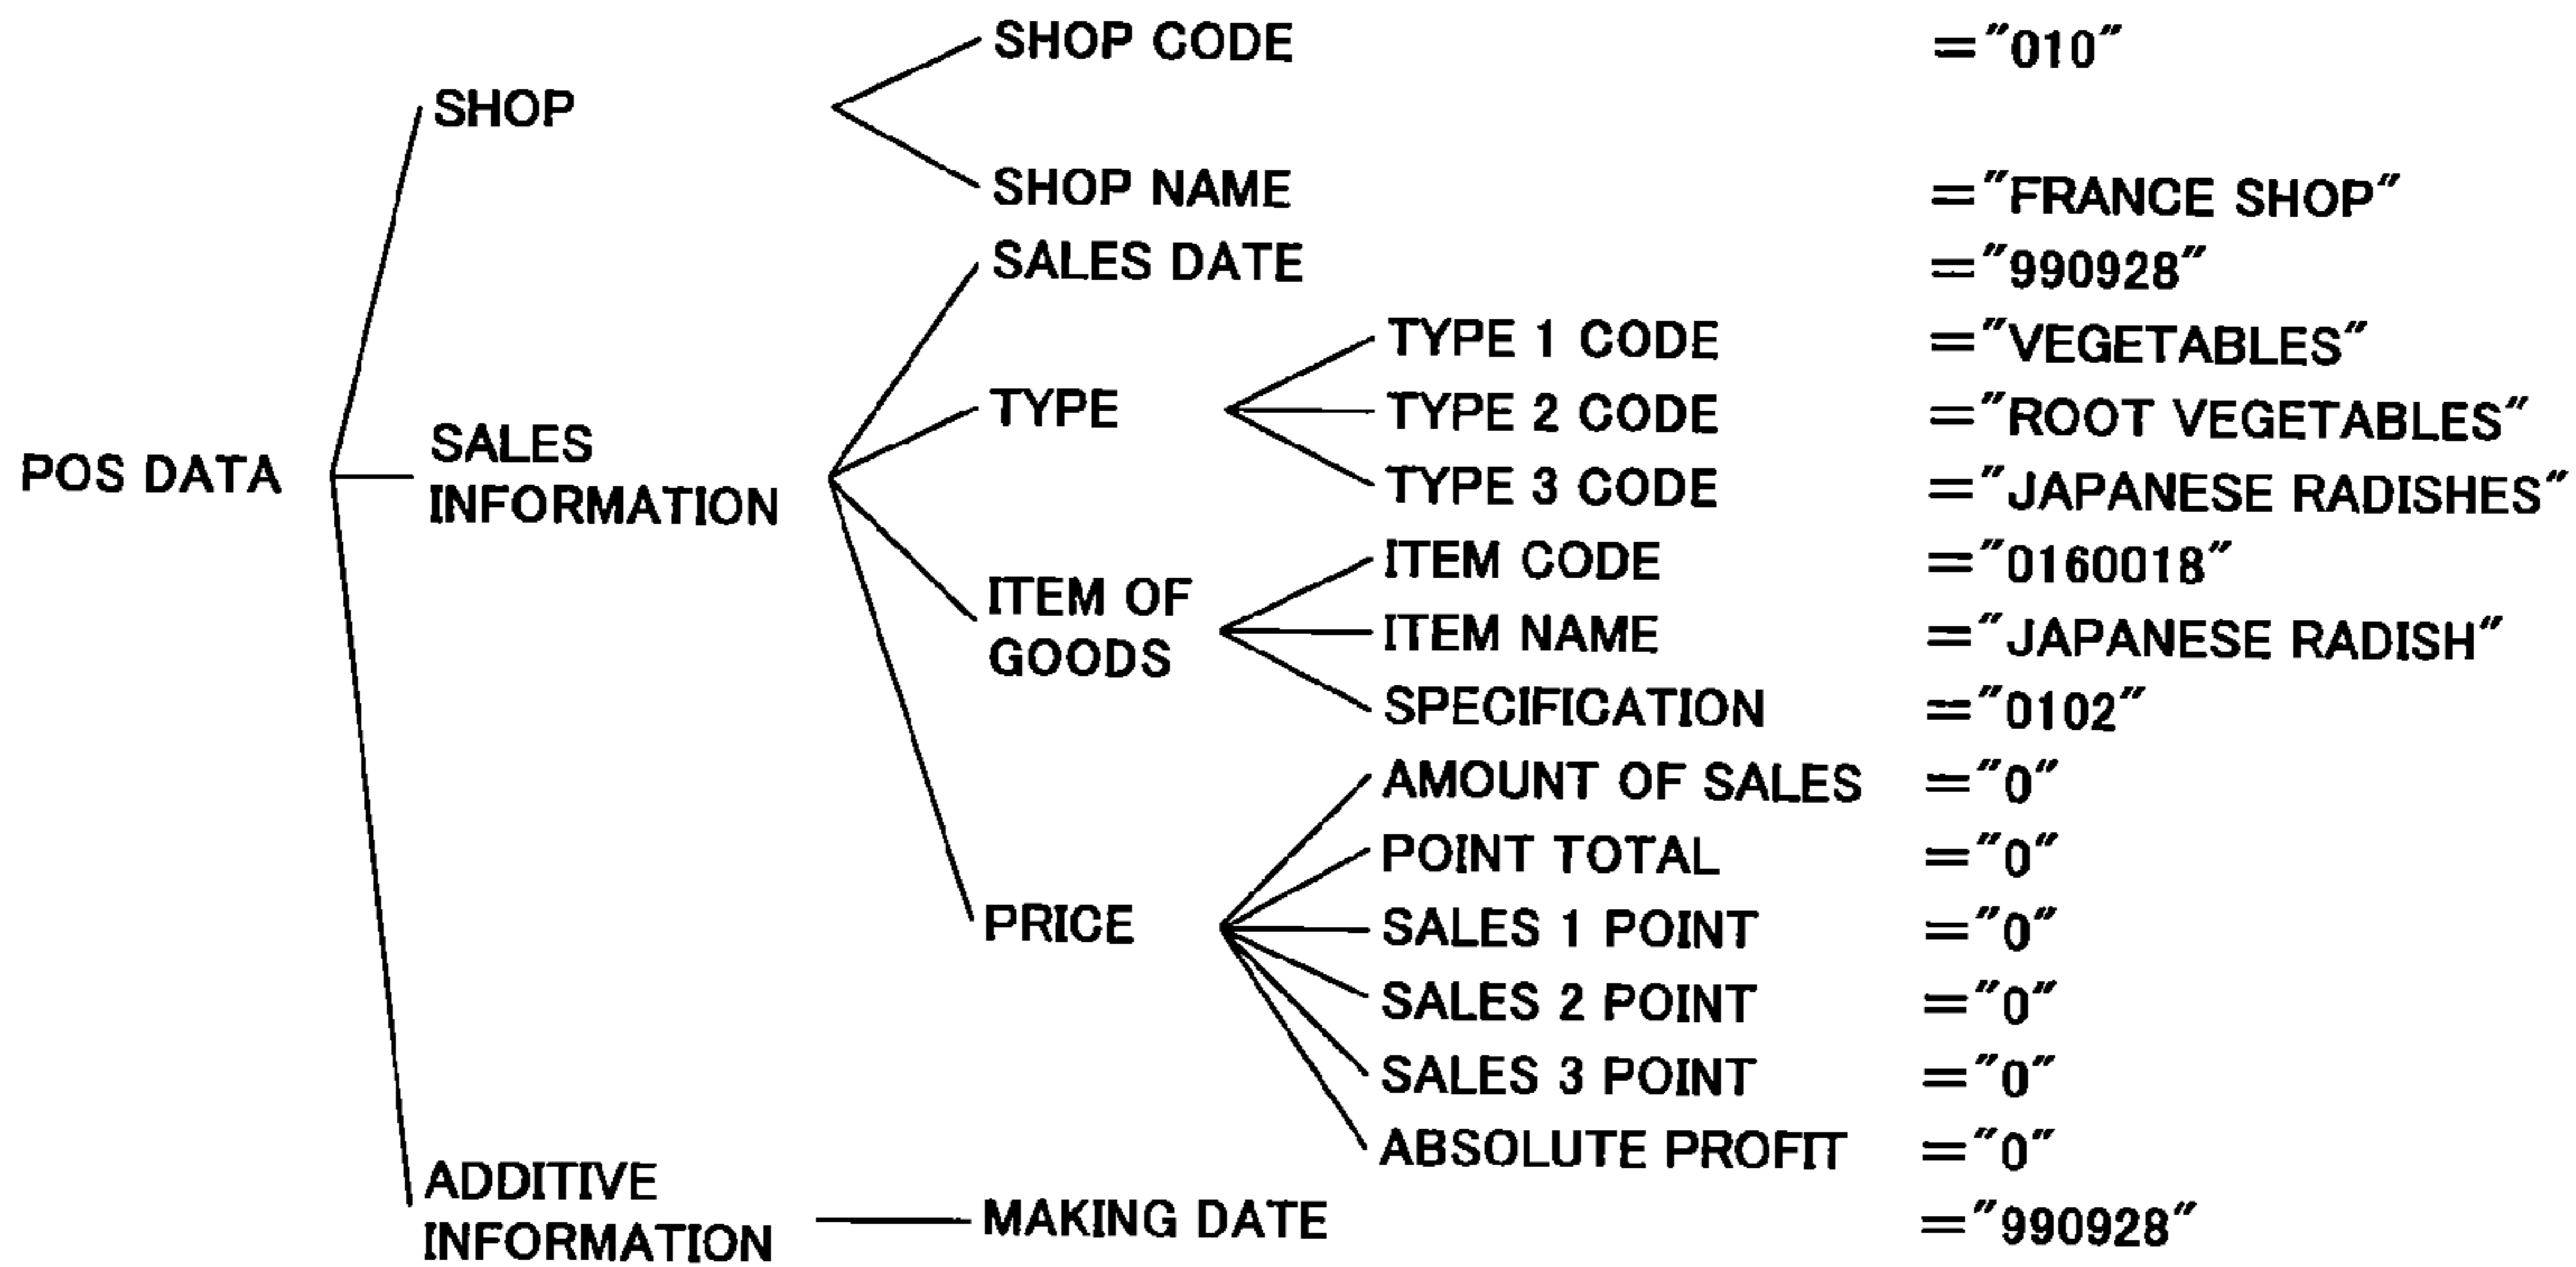 SHOP CODE ="010"
SHOP
SHOP NAME ="FRANCE SHOP"
SALES DATE ="990928"
TYPE 1 CODE ="VEGETABLES"
TYPE TYPE 2 CODE ="ROOT VEGETABLES"
SALES
INFORMATION
POS DATA
TYPE 3 CODE ="JAPANESE RADISHES"
ITEM CODE ="0160018"
ITEM OF
GOODS
ITEM NAME ="JAPANESE RADISH"
SPECIFICATION ="0102"
AMOUNT OF SALES ="0"
POINT TOTAL ="0"
PRICE SALES 1 POINT ="0"
SALES 2 POINT ="0"
SALES 3 POINT ="0"
ABSOLUTE PROFIT ="0"
ADDITIVE
INFORMATION
MAKING DATE ="990928"